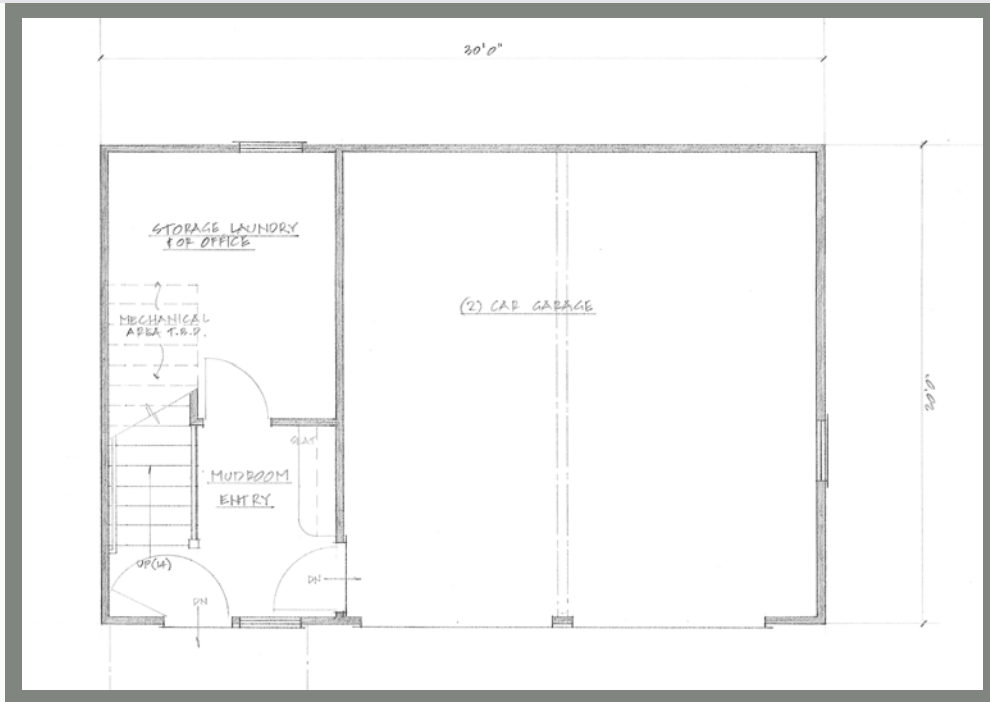 30'0"
STORAGE LAUNDRY
& OR OFFICE
(2) CAR GARAGE
MECHANICAL
AREA T.B.D.
20'0"
SEAT
MUDROOM
ENTRY
UP(14)
DN
DN